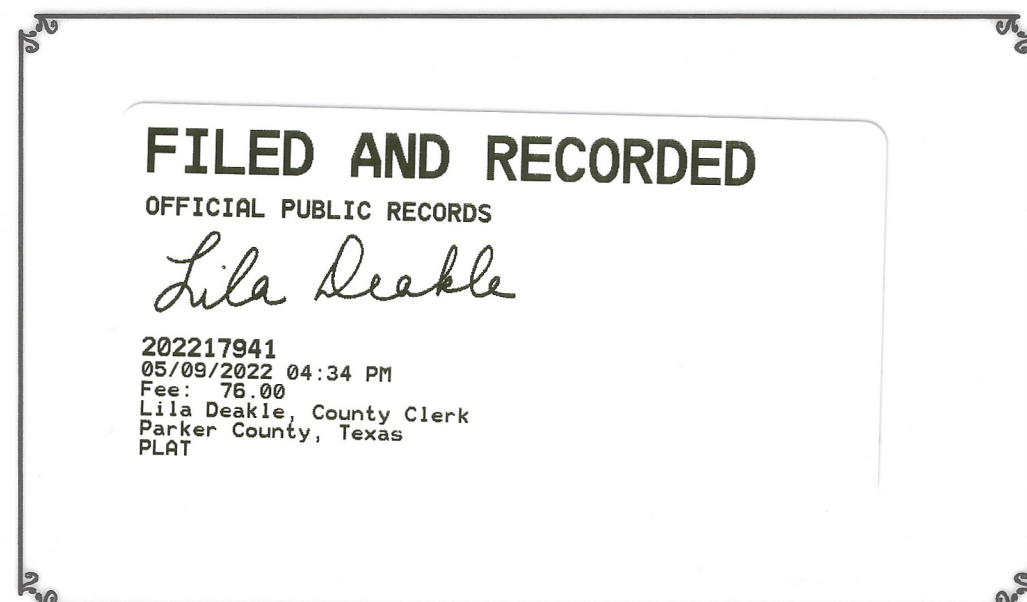 FILED AND RECORDED
OFFICIAL PUBLIC RECORDS
Lila Deakle
202217941
05/09/2022 04:34 PM
Fee: 76.00
Lila Deakle, County Clerk
Parker County, Texas
PLAT